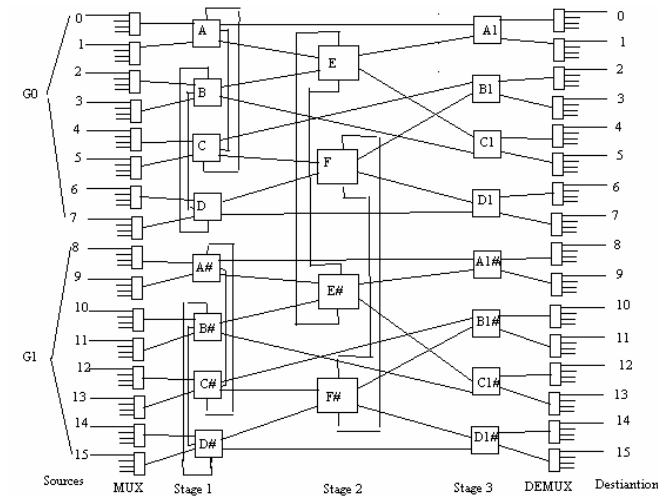 0 A A1 0
1 E 1
2 B B1 2
G0
3 3
4 C C1 4
5 F 5
6 D D1 6
7 7
8 A# A1# 8
9 E# 9
10 B# B1# 10
11 11
G1
12 C# C1# 12
13 F# 13
14 D# D1# 14
15 15
Sources MUX Stage 1 Stage 2 Stage 3 DEMUX Destiantion